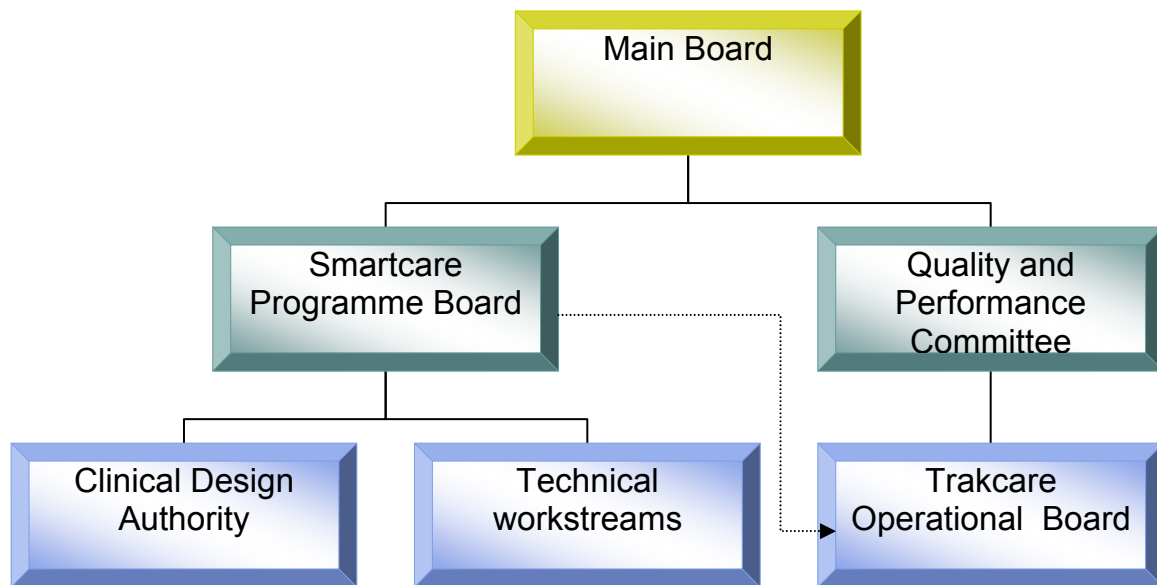 Main Board
Smartcare
Programme Board
Quality and
Performance
Committee
Clinical Design
Authority
Technical
workstreams
Trakcare
Operational  Board